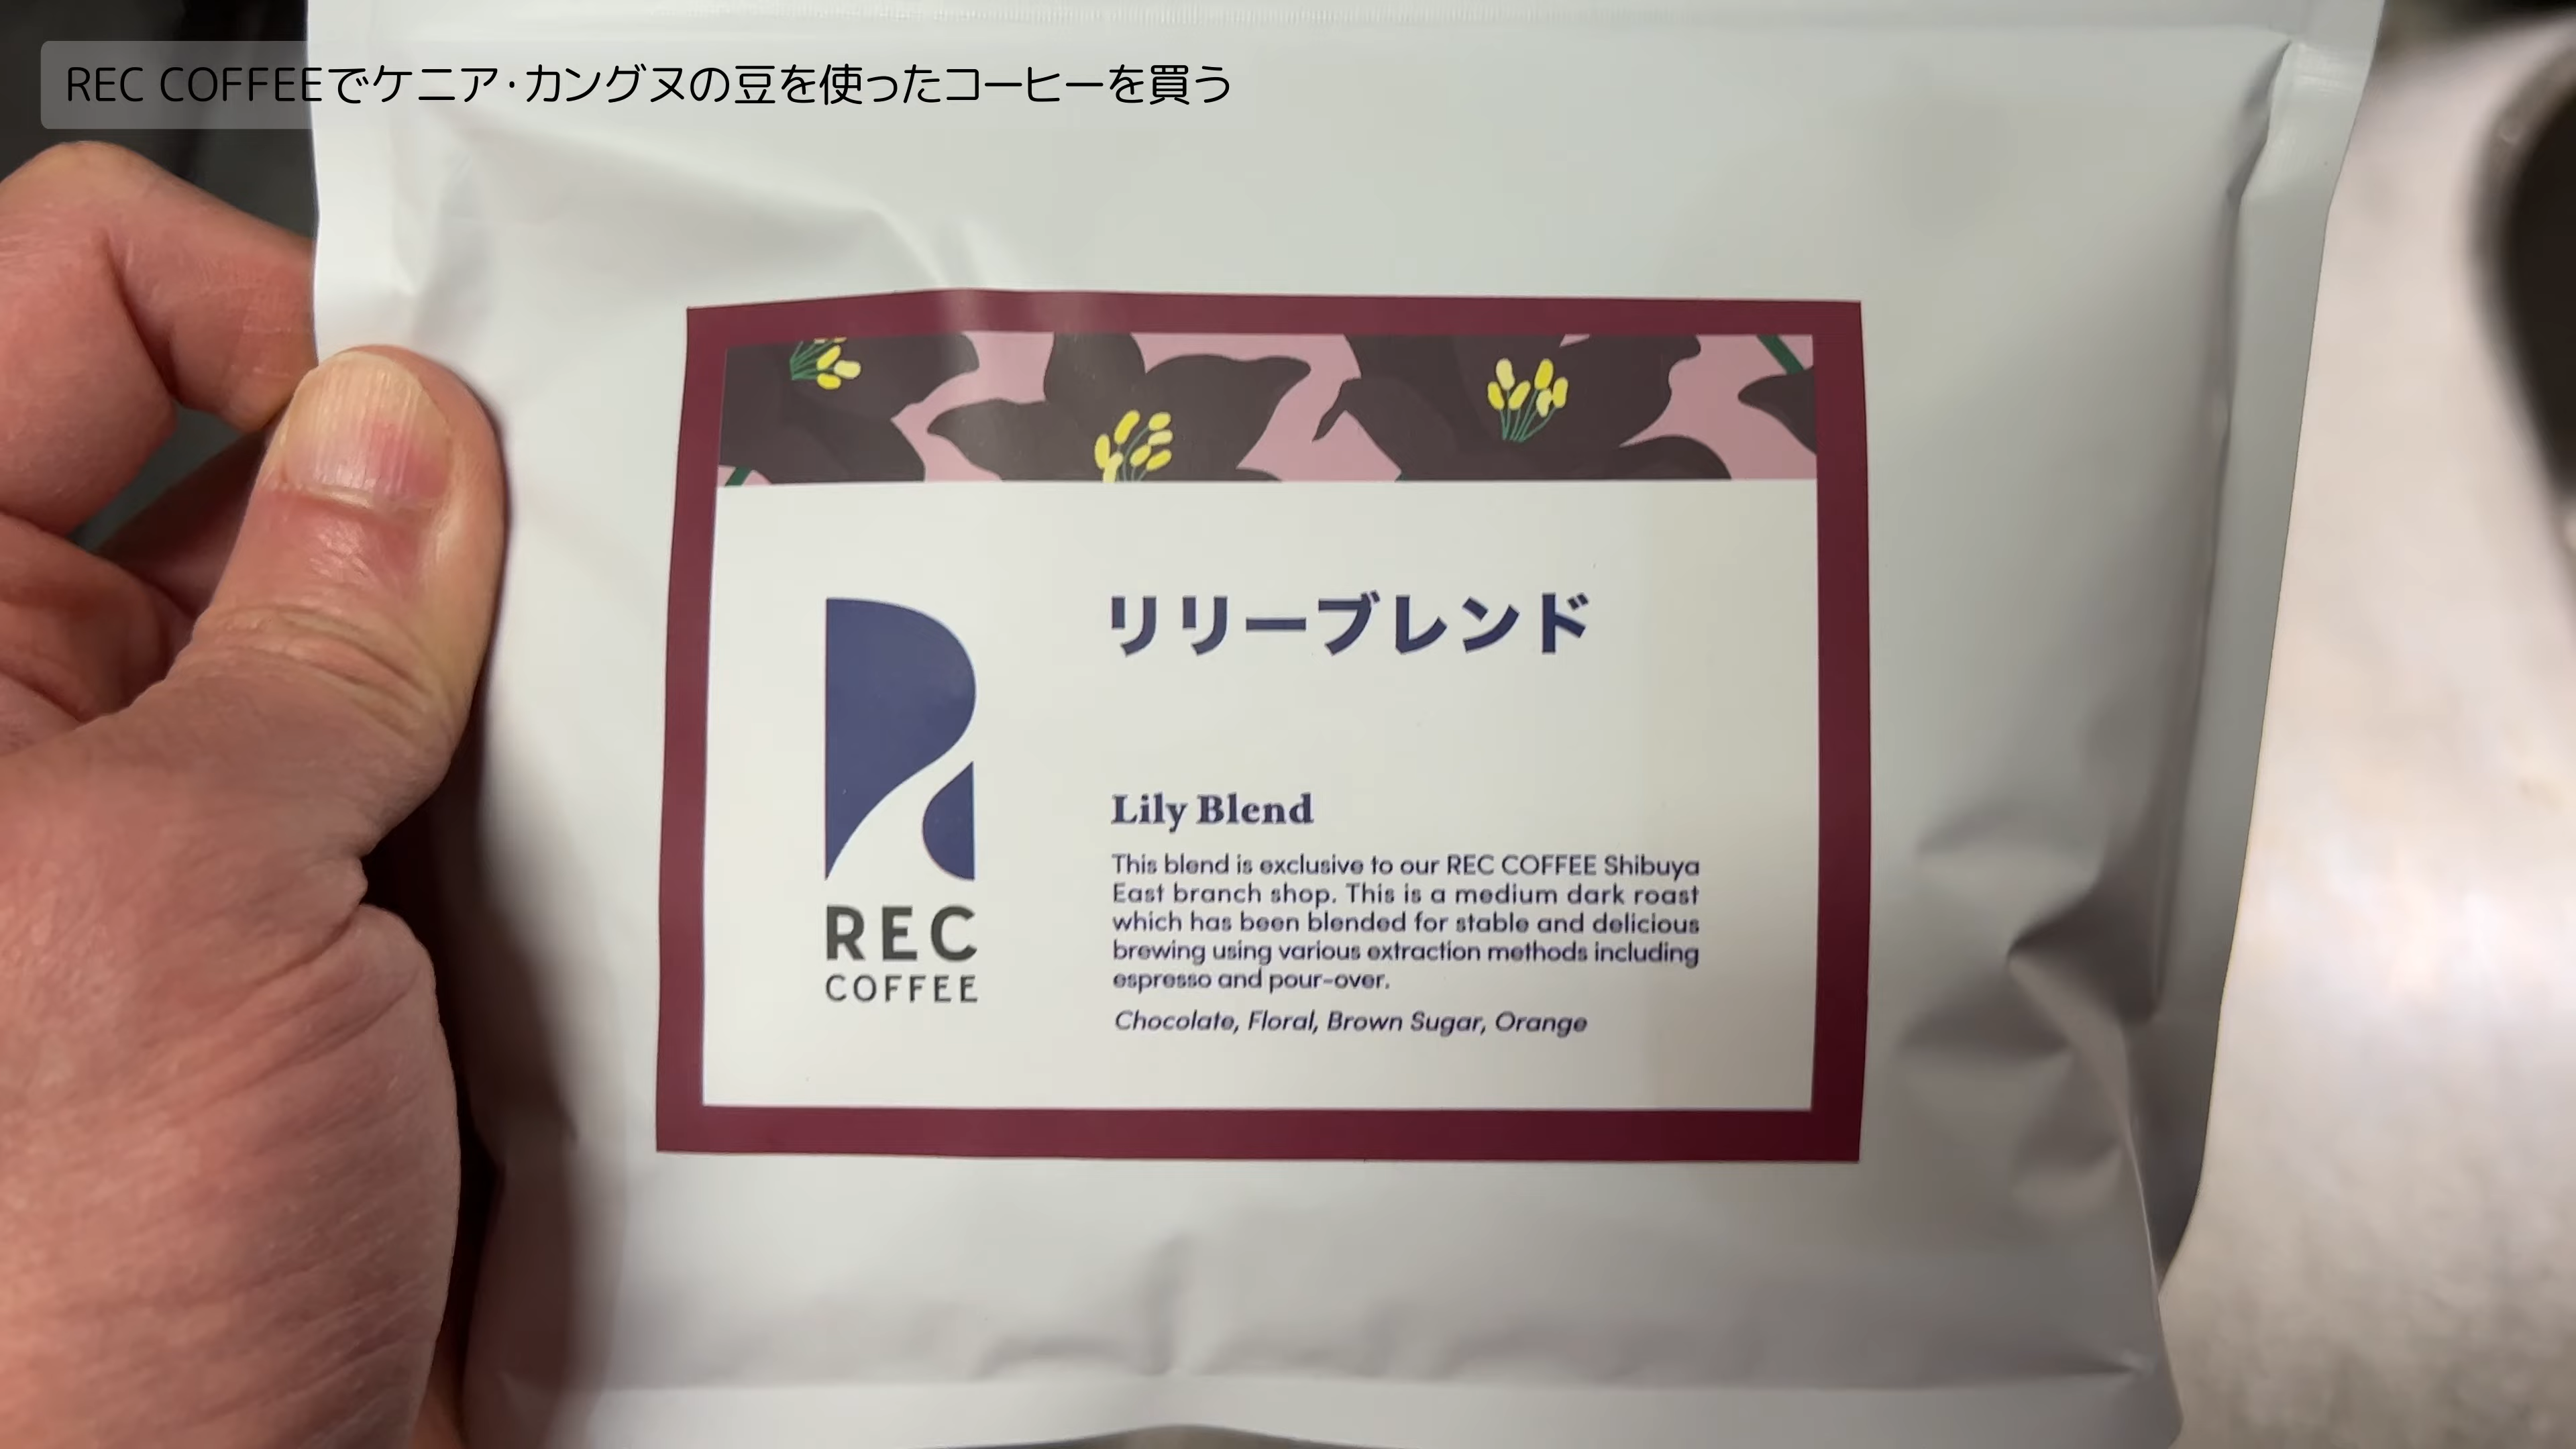 REC COFFEEでケニア･カングヌの豆を使ったコーヒーを買う
リリーブレンド
REC
COFFEE
Lily Blend
This blend is exclusive to our REC COFFEE Shibuya
East branch shop. This is a medium dark roast
which has been blended for stable and delicious
brewing using various extraction methods including
espresso and pour-over.
Chocolate, Floral, Brown Sugar, Orange